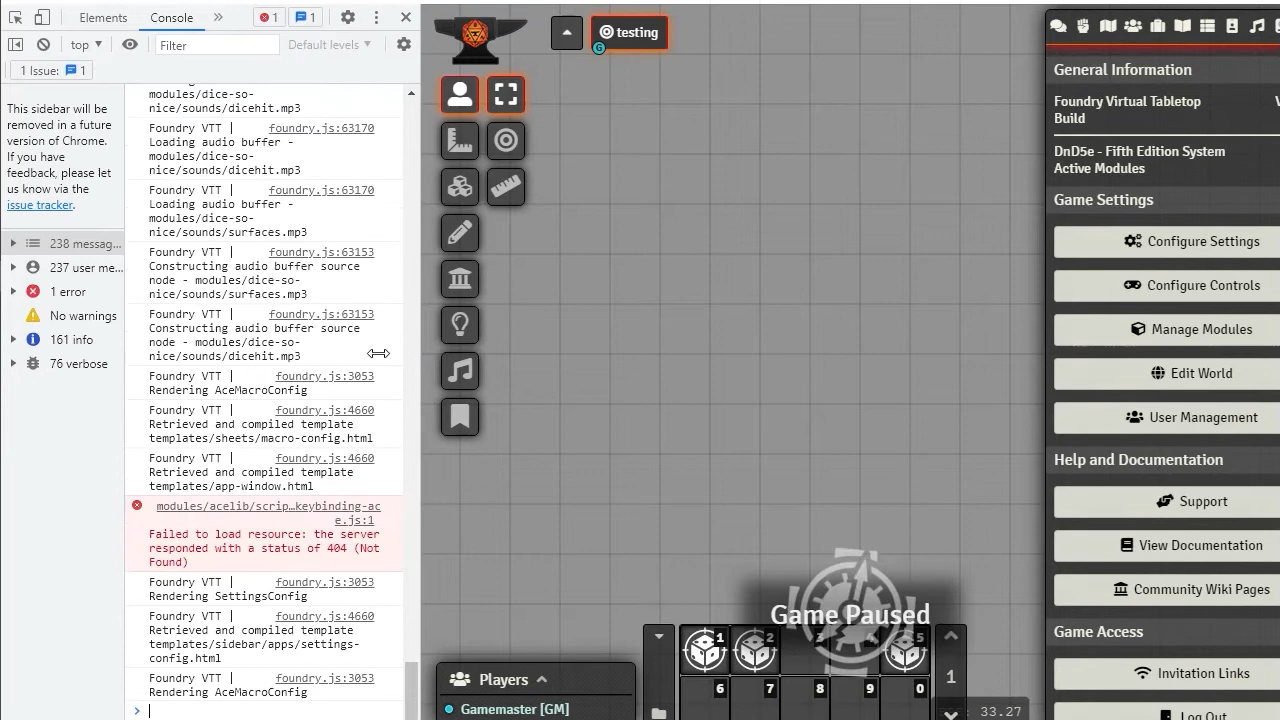 Elements
Console
1
1
top
Filter
Default levels
1 Issue: 1
This sidebar will be
removed in a future
version of Chrome.
If you have
feedback, please let
us know via the
issue tracker.
238 messag...
237 user me...
1 error
No warnings
161 info
76 verbose
modules/dice-so-
nice/sounds/dicehit.mp3
Foundry VTT | foundry.js:63170
Loading audio buffer -
modules/dice-so-
nice/sounds/dicehit.mp3
Foundry VTT | foundry.js:63170
Loading audio buffer -
modules/dice-so-
nice/sounds/surfaces.mp3
Foundry VTT | foundry.js:63153
Constructing audio buffer source
node - modules/dice-so-
nice/sounds/surfaces.mp3
Foundry VTT | foundry.js:63153
Constructing audio buffer source
node - modules/dice-so-
nice/sounds/dicehit.mp3
Foundry VTT | foundry.js:3053
Rendering AceMacroConfig
Foundry VTT | foundry.js:4660
Retrieved and compiled template
templates/sheets/macro-config.html
Foundry VTT | foundry.js:4660
Retrieved and compiled template
templates/app-window.html
modules/acelib/scrip…keybinding-ac
e.js:1
Failed to load resource: the server
responded with a status of 404 (Not
Found)
Foundry VTT | foundry.js:3053
Rendering SettingsConfig
Foundry VTT | foundry.js:4660
Retrieved and compiled template
templates/sidebar/apps/settings-
config.html
Foundry VTT | foundry.js:3053
Rendering AceMacroConfig
testing
G
Game Paused
1 2 3 4 5
6 7 8 9 0
1
Players
Gamemaster [GM]
33.27
General Information
Foundry Virtual Tabletop
Build
DnD5e - Fifth Edition System
Active Modules
Game Settings
Configure Settings
Configure Controls
Manage Modules
Edit World
User Management
Help and Documentation
Support
View Documentation
Community Wiki Pages
Game Access
Invitation Links
Log Out